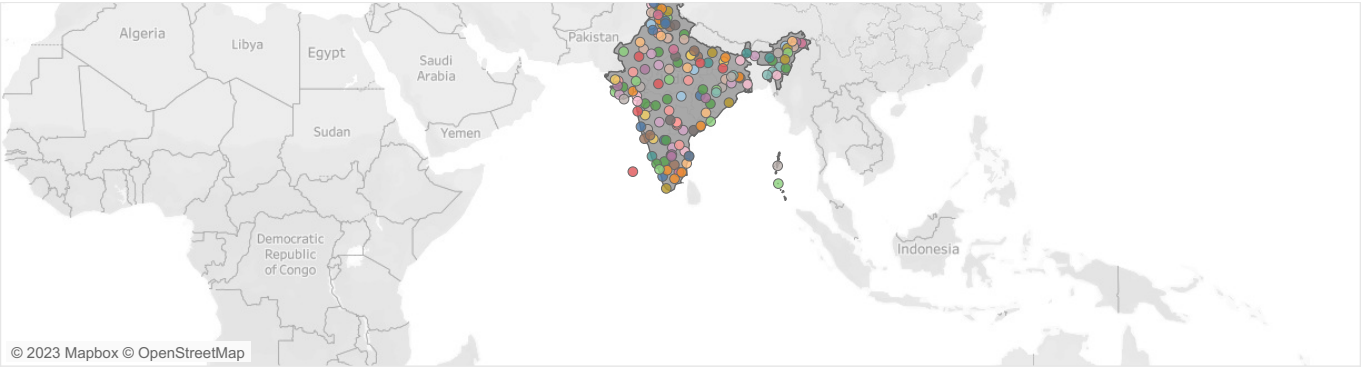 Algeria
Libya
Egypt
Saudi
Arabia
Pakistan
Sudan
Yemen
Democratic
Republic
of Congo
Indonesia
© 2023 Mapbox © OpenStreetMap